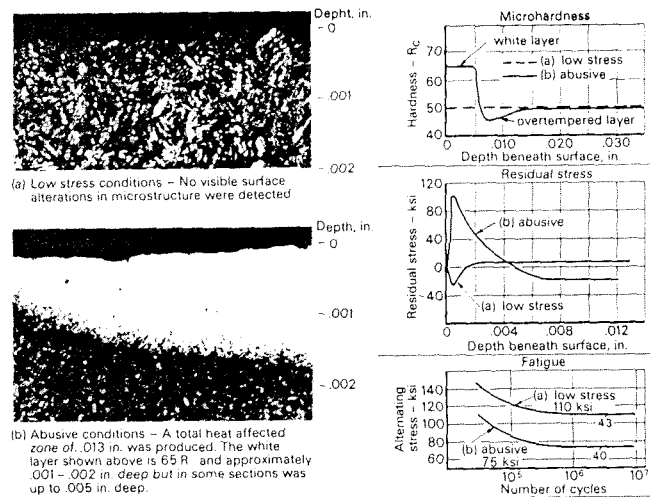 Depht, in.
0
.001
.002
(a) Low stress conditions – No visible surface
alterations in microstructure were detected
Depth, in.
0
.001
.002
(b) Abusive conditions – A total heat affected
zone of .013 in. was produced. The white
layer shown above is 65 R and approximately
.001 – .002 in. deep but in some sections was
up to .005 in. deep.
Microhardness
Hardness – RC
70
60
50
40
white layer
(a) low stress
(b) abusive
overtempered layer
0 .010 .020 .030
Depth beneath surface, in.
Residual stress
Residual stress – ksi
120
80
40
0
-40
(b) abusive
(a) low stress
0 .004 .008 0.12
Depth beneath surface, in.
Fatigue
Alternating
stress – ksi
140
120
100
80
60
(a) low stress
110 ksi
43
(b) abusive
75 ksi
40
10⁵ 10⁶ 10⁷
Number of cycles